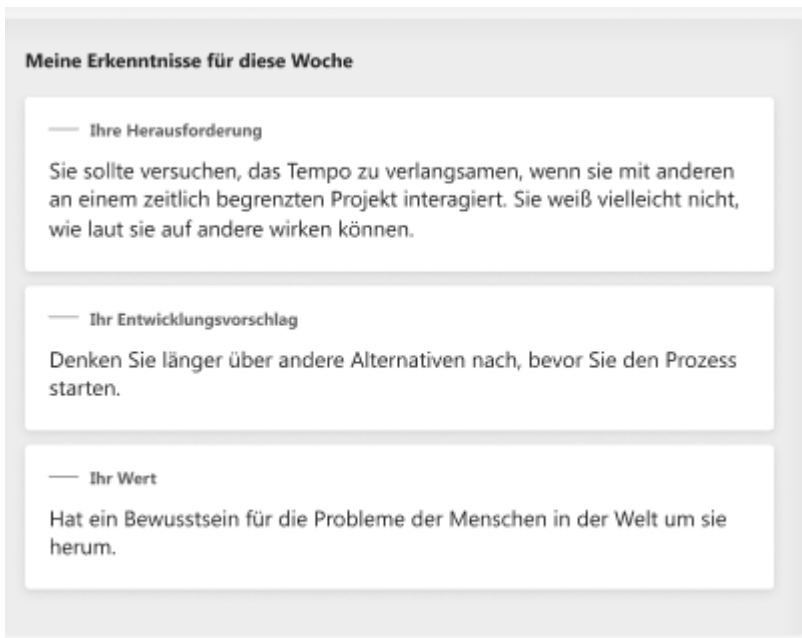 Meine Erkenntnisse für diese Woche
Ihre Herausforderung
Sie sollte versuchen, das Tempo zu verlangsamen, wenn sie mit anderen
an einem zeitlich begrenzten Projekt interagiert. Sie weiß vielleicht nicht,
wie laut sie auf andere wirken können.
Ihr Entwicklungsvorschlag
Denken Sie länger über andere Alternativen nach, bevor Sie den Prozess
starten.
Ihr Wert
Hat ein Bewusstsein für die Probleme der Menschen in der Welt um sie
herum.